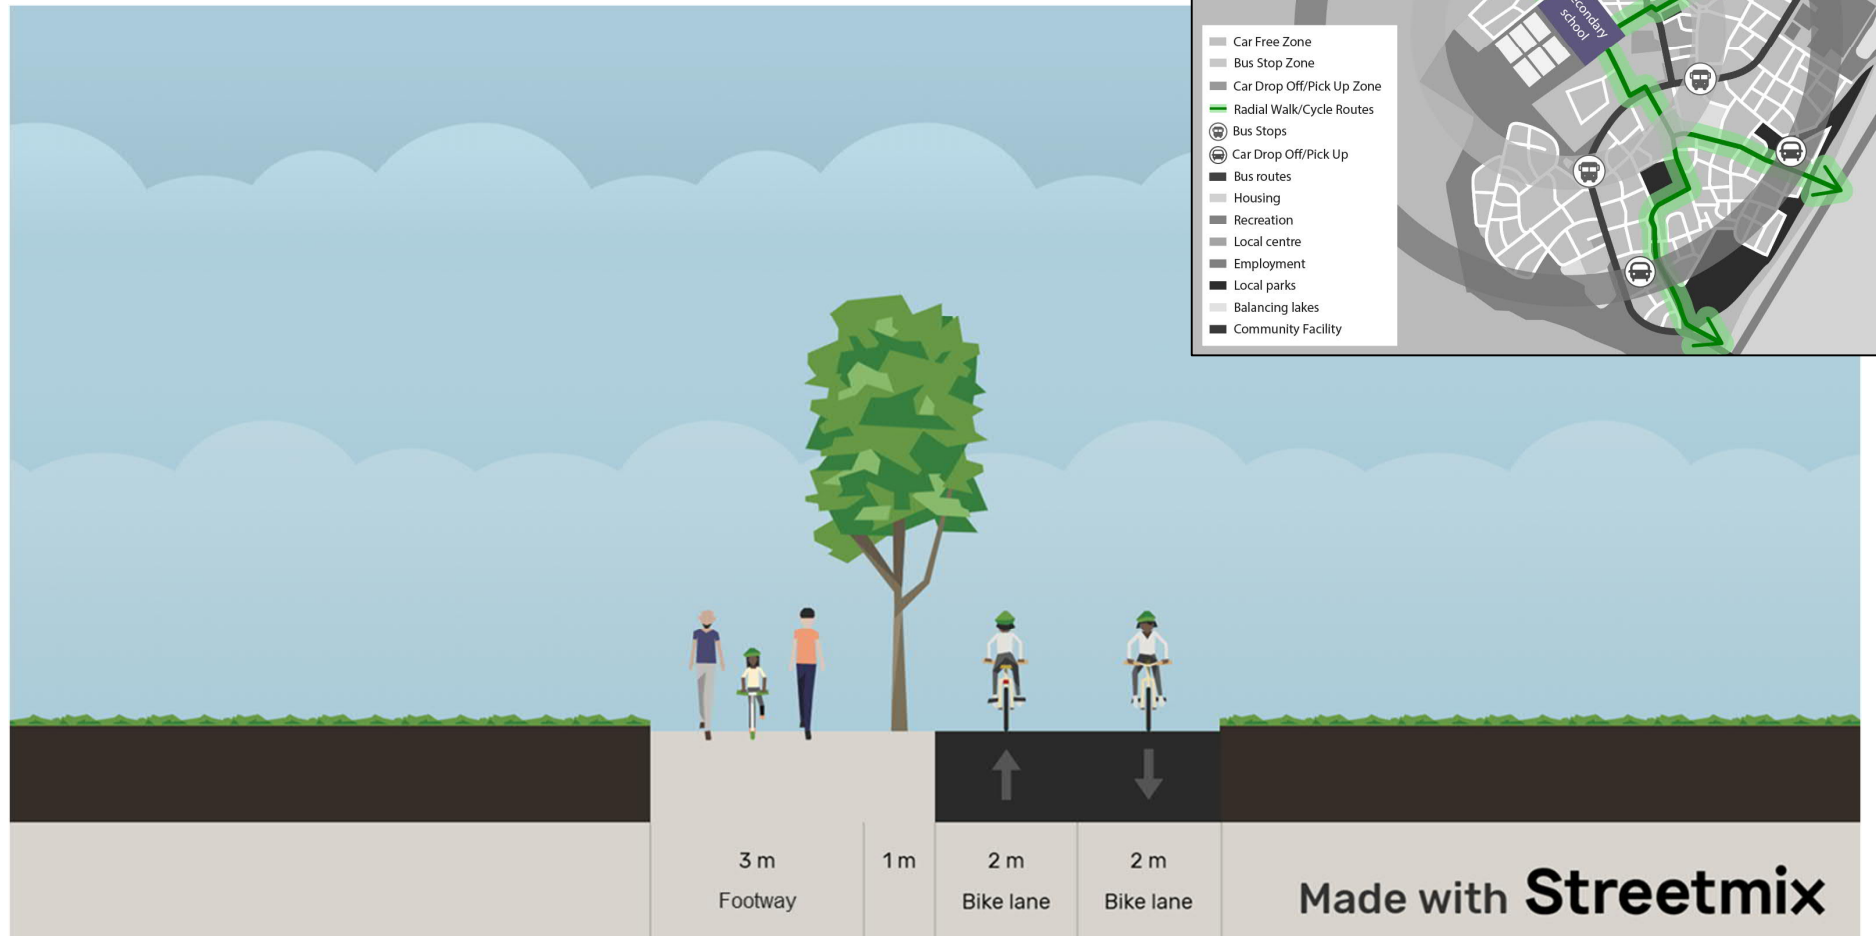 econdary
school
Car Free Zone
Bus Stop Zone
Car Drop Off/Pick Up Zone
Radial Walk/Cycle Routes
Bus Stops
Car Drop Off/Pick Up
Bus routes
Housing
Recreation
Local centre
Employment
Local parks
Balancing lakes
Community Facility
3 m
Footway
1 m
2 m
Bike lane
2 m
Bike lane
Made with Streetmix